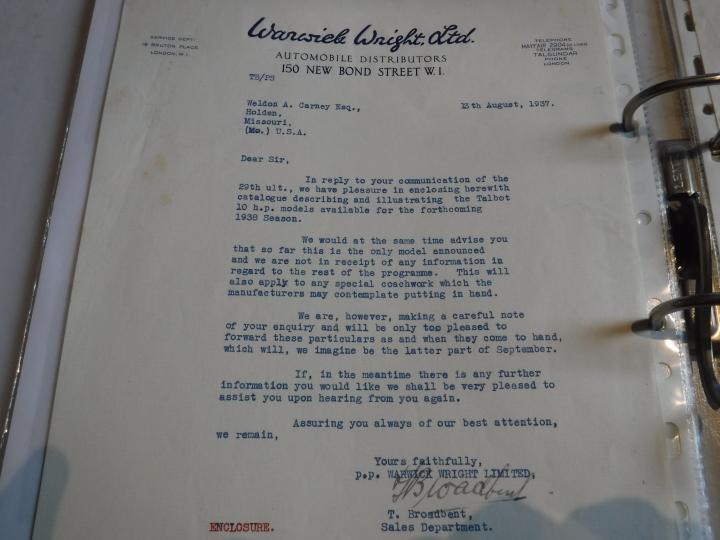 Warwick Wright, Ltd.
AUTOMOBILE DISTRIBUTORS
150 NEW BOND STREET W.I.
SERVICE DEPT.
BRUTON PLACE
LONDON, W.I.
TELEPHONE
MAYFAIR 2904
TELEGRAMS
TALGUNDAR
PHONE
LONDON
TB/PS
Weldon A. Carney Esq.,
13th August, 1937.
Holden,
Missouri,
(Mo.) U.S.A.
Dear Sir,
In reply to your communication of the
29th ult., we have pleasure in enclosing herewith
catalogue describing and illustrating the Talbot
10 h.p. models available for the forthcoming
1938 Season.
We would at the same time advise you
that so far this is the only model announced
and we are not in receipt of any information in
regard to the rest of the programme. This will
also apply to any special coachwork which the
manufacturers may contemplate putting in hand.
We are, however, making a careful note
of your enquiry and will be only too pleased to
forward these particulars as and when they come to hand,
which will, we imagine be the latter part of September.
If, in the meantime there is any further
information you would like we shall be very pleased to
assist you upon hearing from you again.
Assuring you always of our best attention,
we remain,
Yours faithfully,
p.p. WARWICK WRIGHT LIMITED,
TBroadbent
T. Broadbent,
Sales Department.
ENCLOSURE.